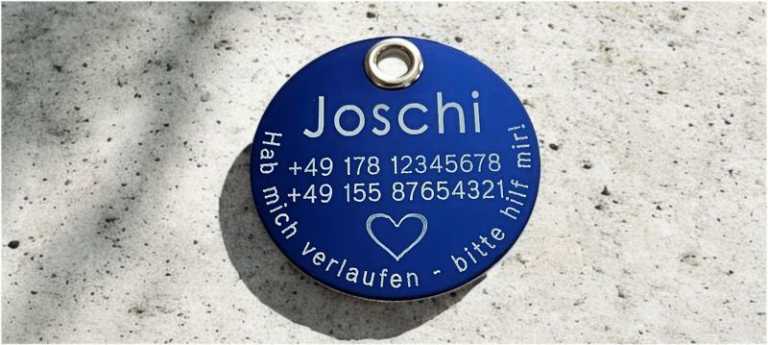 Joschi
+49 178 12345678
+49 155 87654321
Hab mich verlaufen - bitte hilf mir!